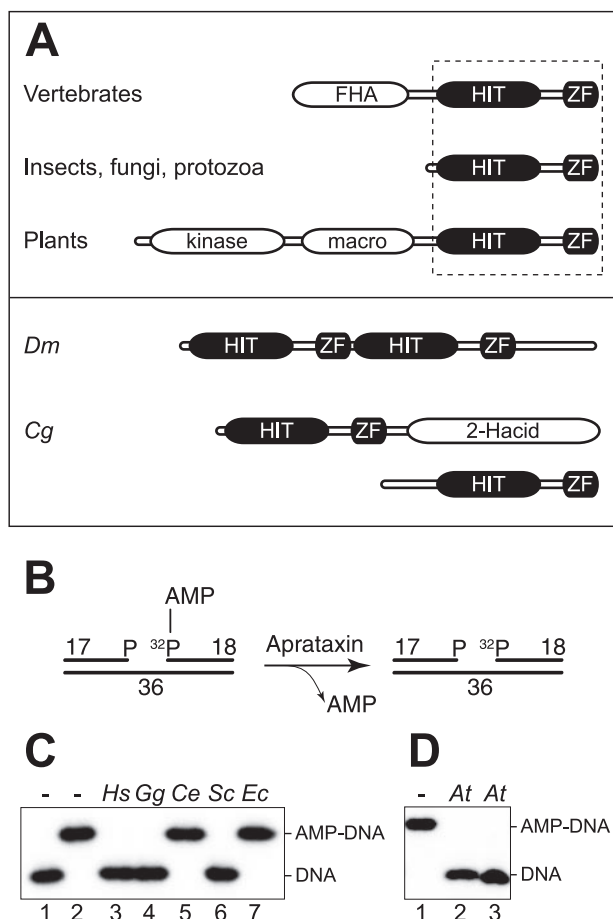 A
Vertebrates FHA HIT ZF
Insects, fungi, protozoa HIT ZF
Plants kinase macro HIT ZF
Dm HIT ZF HIT ZF
Cg HIT ZF 2-Hacid
HIT ZF
B
AMP
17 P 32P 18 Aprataxin 17 P 32P 18
36 AMP 36
C
- - Hs Gg Ce Sc Ec
AMP-DNA
DNA
1 2 3 4 5 6 7
D
- At At
AMP-DNA
DNA
1 2 3